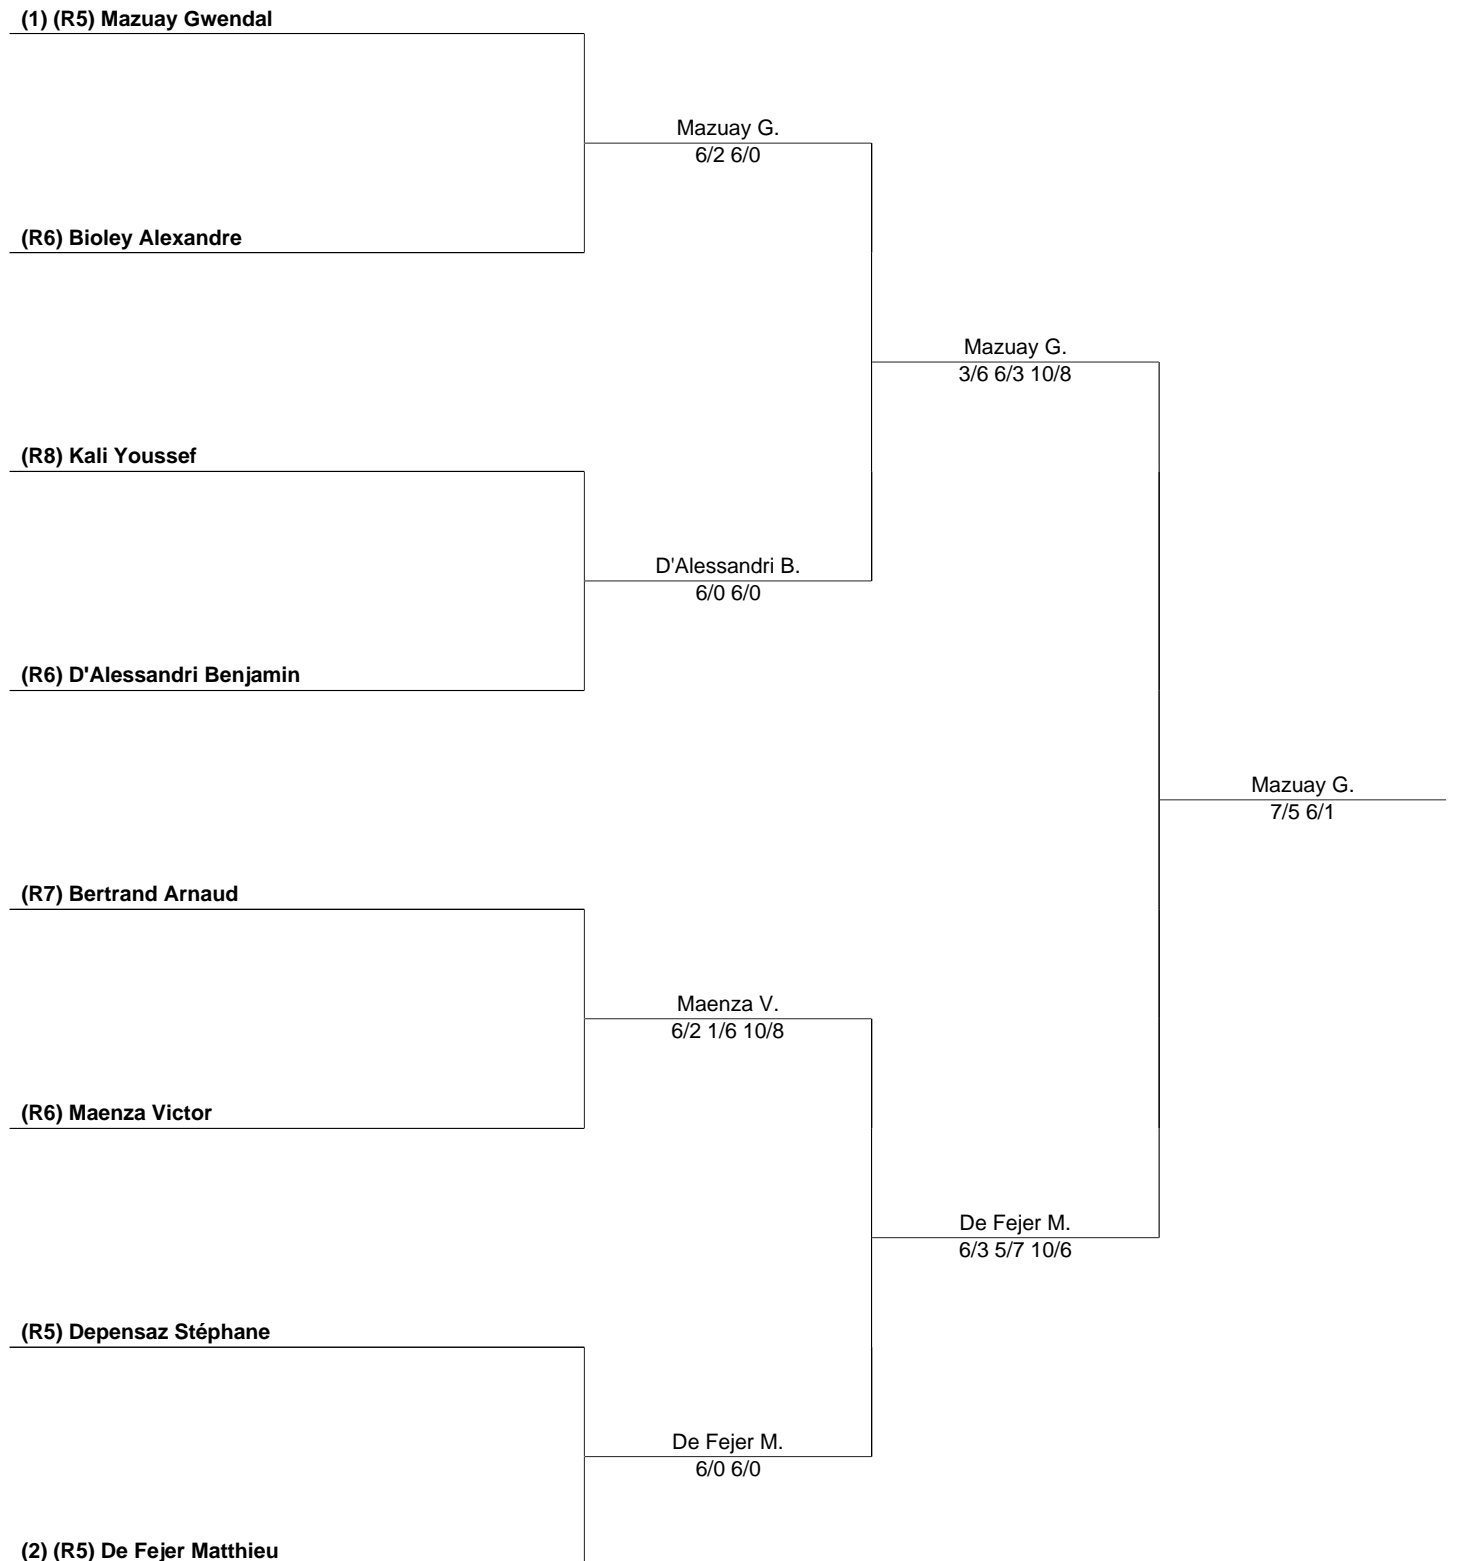 (1) (R5) Mazuay Gwendal
Mazuay G.
6/2 6/0
(R6) Bioley Alexandre
Mazuay G.
3/6 6/3 10/8
(R8) Kali Youssef
D'Alessandri B.
6/0 6/0
(R6) D'Alessandri Benjamin
Mazuay G.
7/5 6/1
(R7) Bertrand Arnaud
Maenza V.
6/2 1/6 10/8
(R6) Maenza Victor
De Fejer M.
6/3 5/7 10/6
(R5) Depensaz Stéphane
De Fejer M.
6/0 6/0
(2) (R5) De Fejer Matthieu